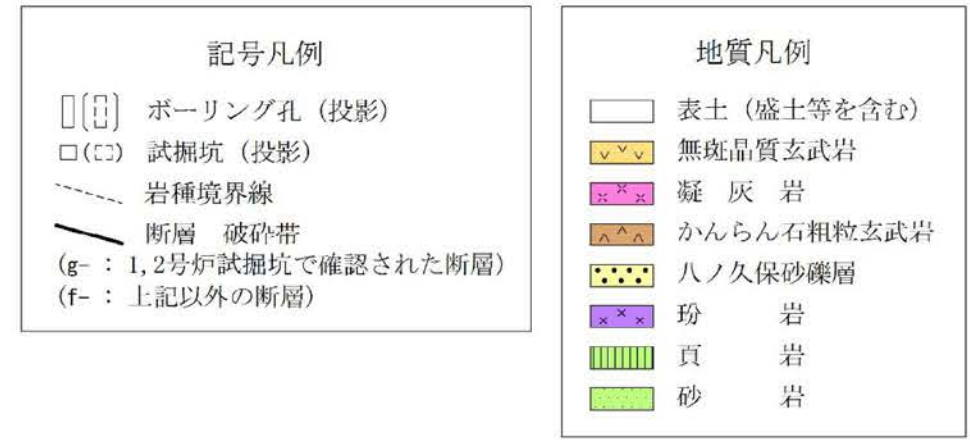 記号凡例
ボーリング孔（投影）
試掘坑（投影）
岩種境界線
断層　破砕帯
(g- : 1,2号炉試掘坑で確認された断層)
(f- : 上記以外の断層)
地質凡例
表土（盛土等を含む）
無斑晶質玄武岩
凝　灰　岩
かんらん石粗粒玄武岩
八ノ久保砂礫層
玢　　　岩
頁　　　岩
砂　　　岩